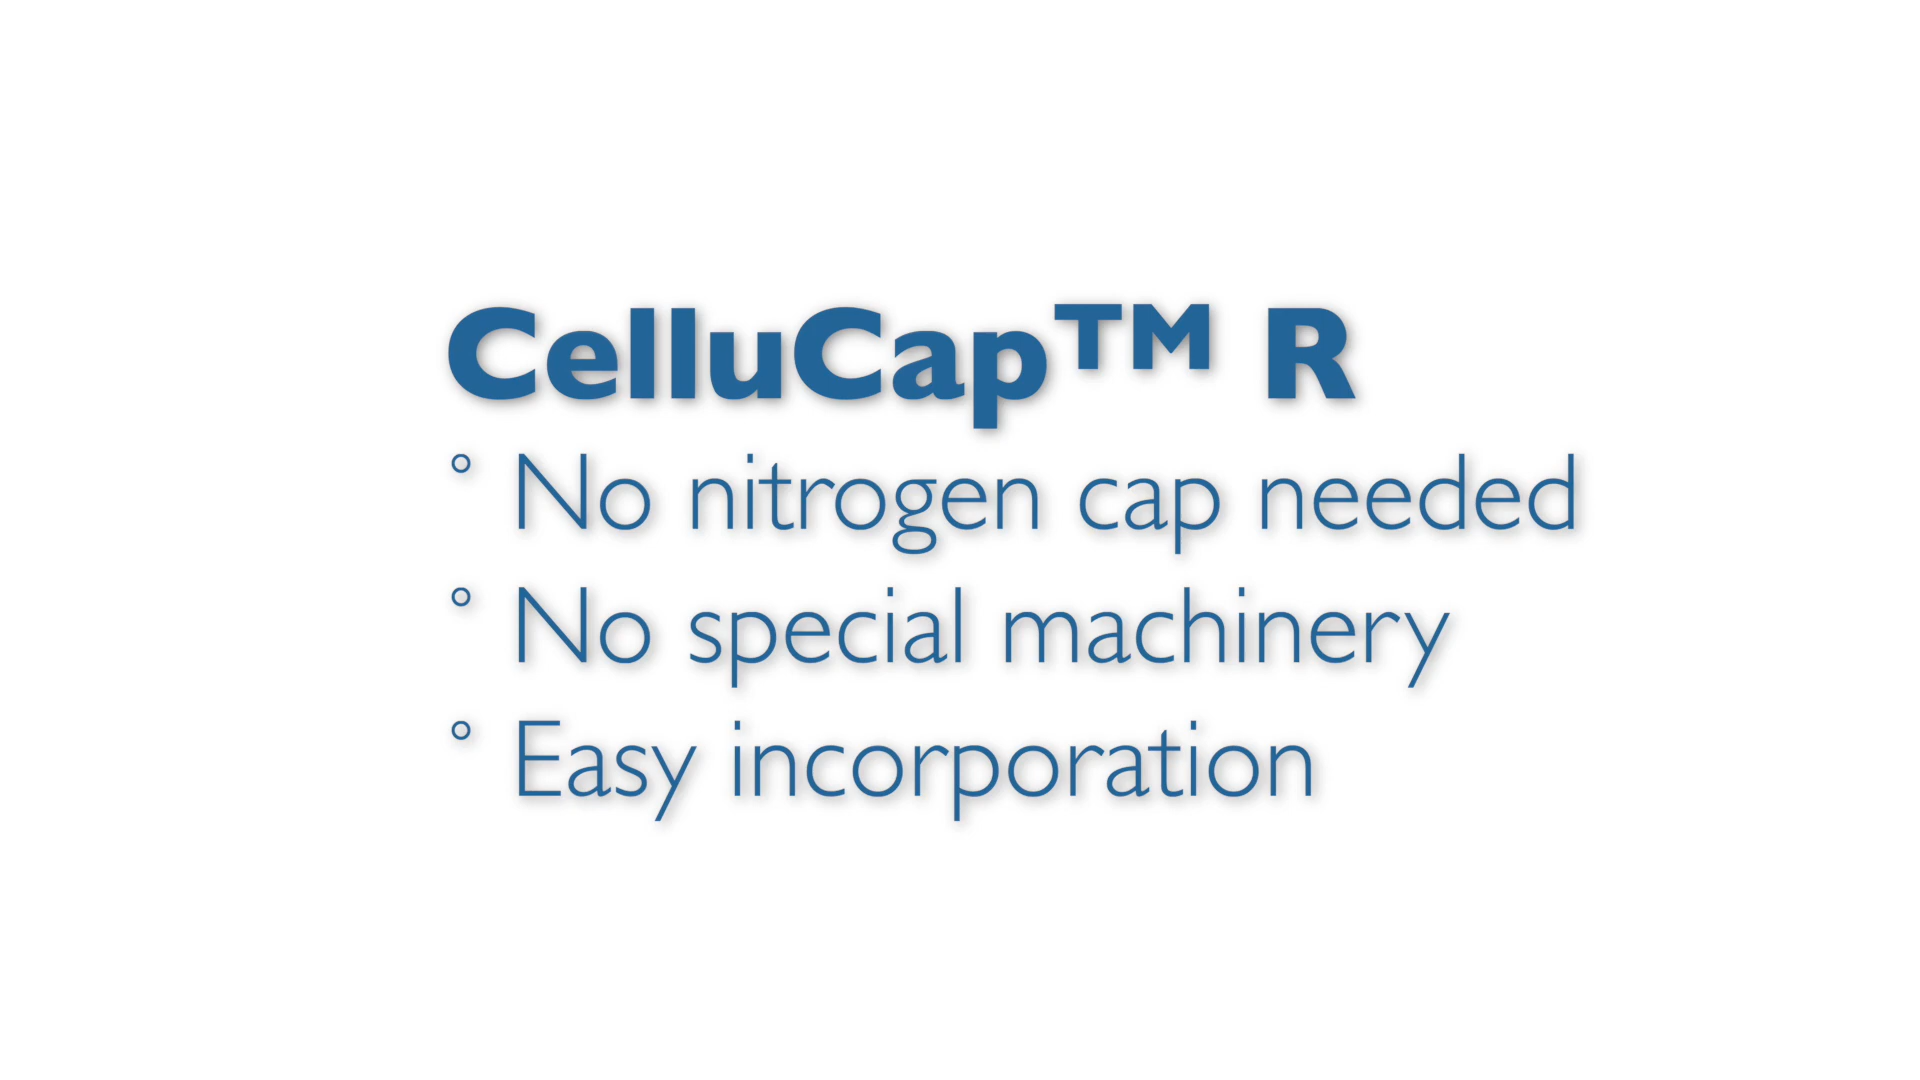 CelluCap™ R
° No nitrogen cap needed
° No special machinery
° Easy incorporation